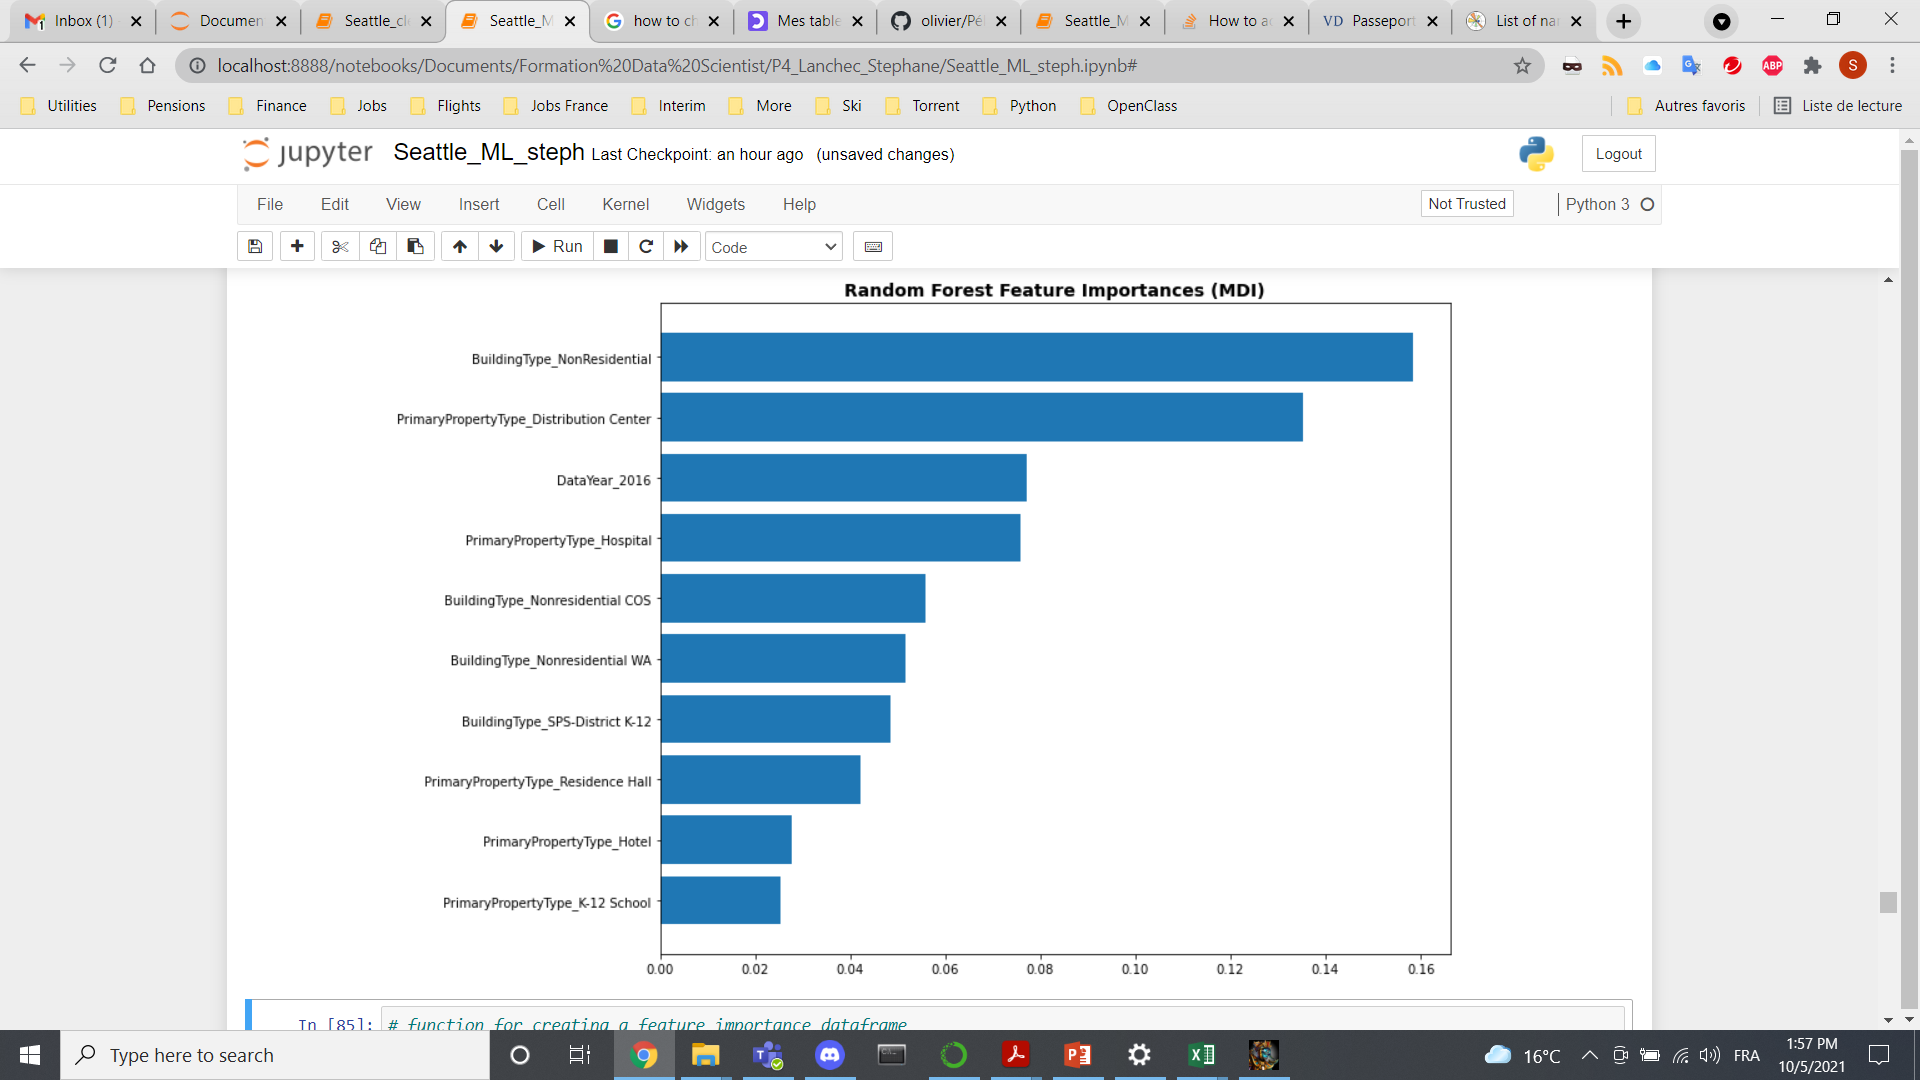 Inbox (1)
Documen
Seattle_cl
Seattle_M
how to ch
Mes table
olivier/Pé
Seattle_M
How to a
VD Passeport
List of na
localhost:8888/notebooks/Documents/Formation%20Data%20Scientist/P4_Lanchec_Stephane/Seattle_ML_steph.ipynb#
ABP
S
Utilities
Pensions
Finance
Jobs
Flights
Jobs France
Interim
More
Ski
Torrent
Python
OpenClass
Autres favoris
Liste de lecture
jupyter Seattle_ML_steph Last Checkpoint: an hour ago (unsaved changes)
Logout
File Edit View Insert Cell Kernel Widgets Help
Not Trusted
Python 3
Run
Code
Random Forest Feature Importances (MDI)
BuildingType_NonResidential
PrimaryPropertyType_Distribution Center
DataYear_2016
PrimaryPropertyType_Hospital
BuildingType_Nonresidential COS
BuildingType_Nonresidential WA
BuildingType_SPS-District K-12
PrimaryPropertyType_Residence Hall
PrimaryPropertyType_Hotel
PrimaryPropertyType_K-12 School
0.00 0.02 0.04 0.06 0.08 0.10 0.12 0.14 0.16
In [85]: # function for creating a feature importance dataframe
Type here to search
16°C
FRA
1:57 PM
10/5/2021